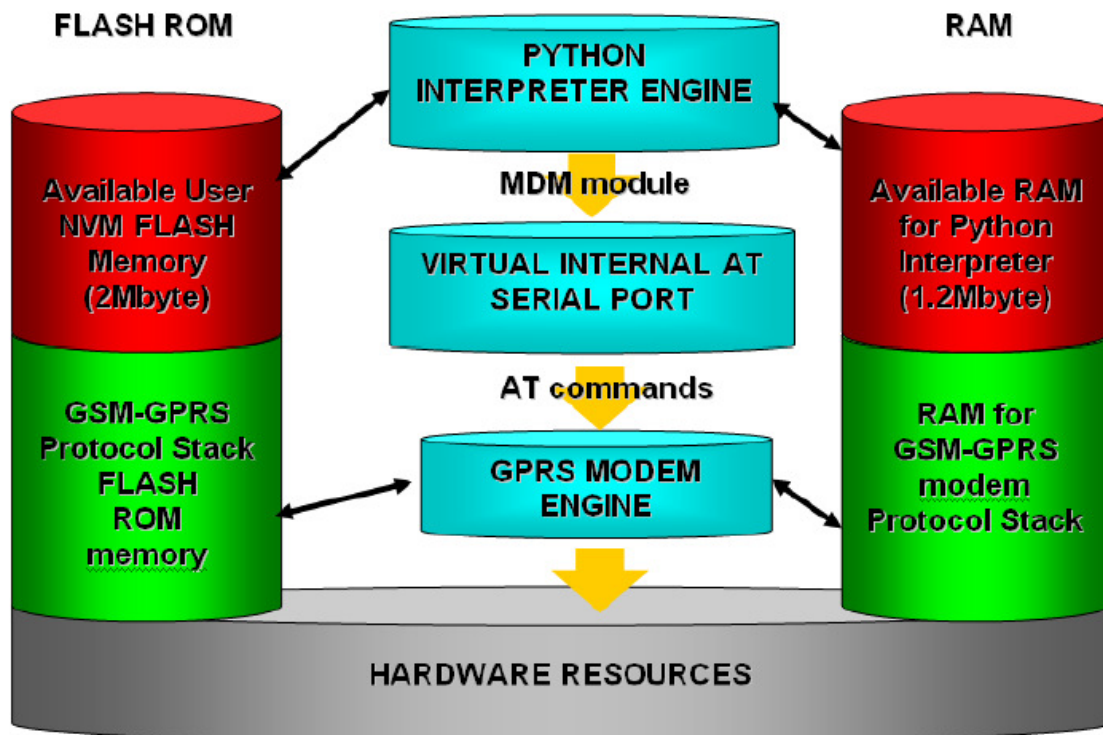 FLASH ROM
Available User
NVM FLASH
Memory
(2Mbyte)
GSM-GPRS
Protocol Stack
FLASH
ROM
memory
PYTHON
INTERPRETER ENGINE
MDM module
VIRTUAL INTERNAL AT
SERIAL PORT
AT commands
GPRS MODEM
ENGINE
RAM
Available RAM
for Python
Interpreter
(1.2Mbyte)
RAM for
GSM-GPRS
modem
Protocol Stack
HARDWARE RESOURCES